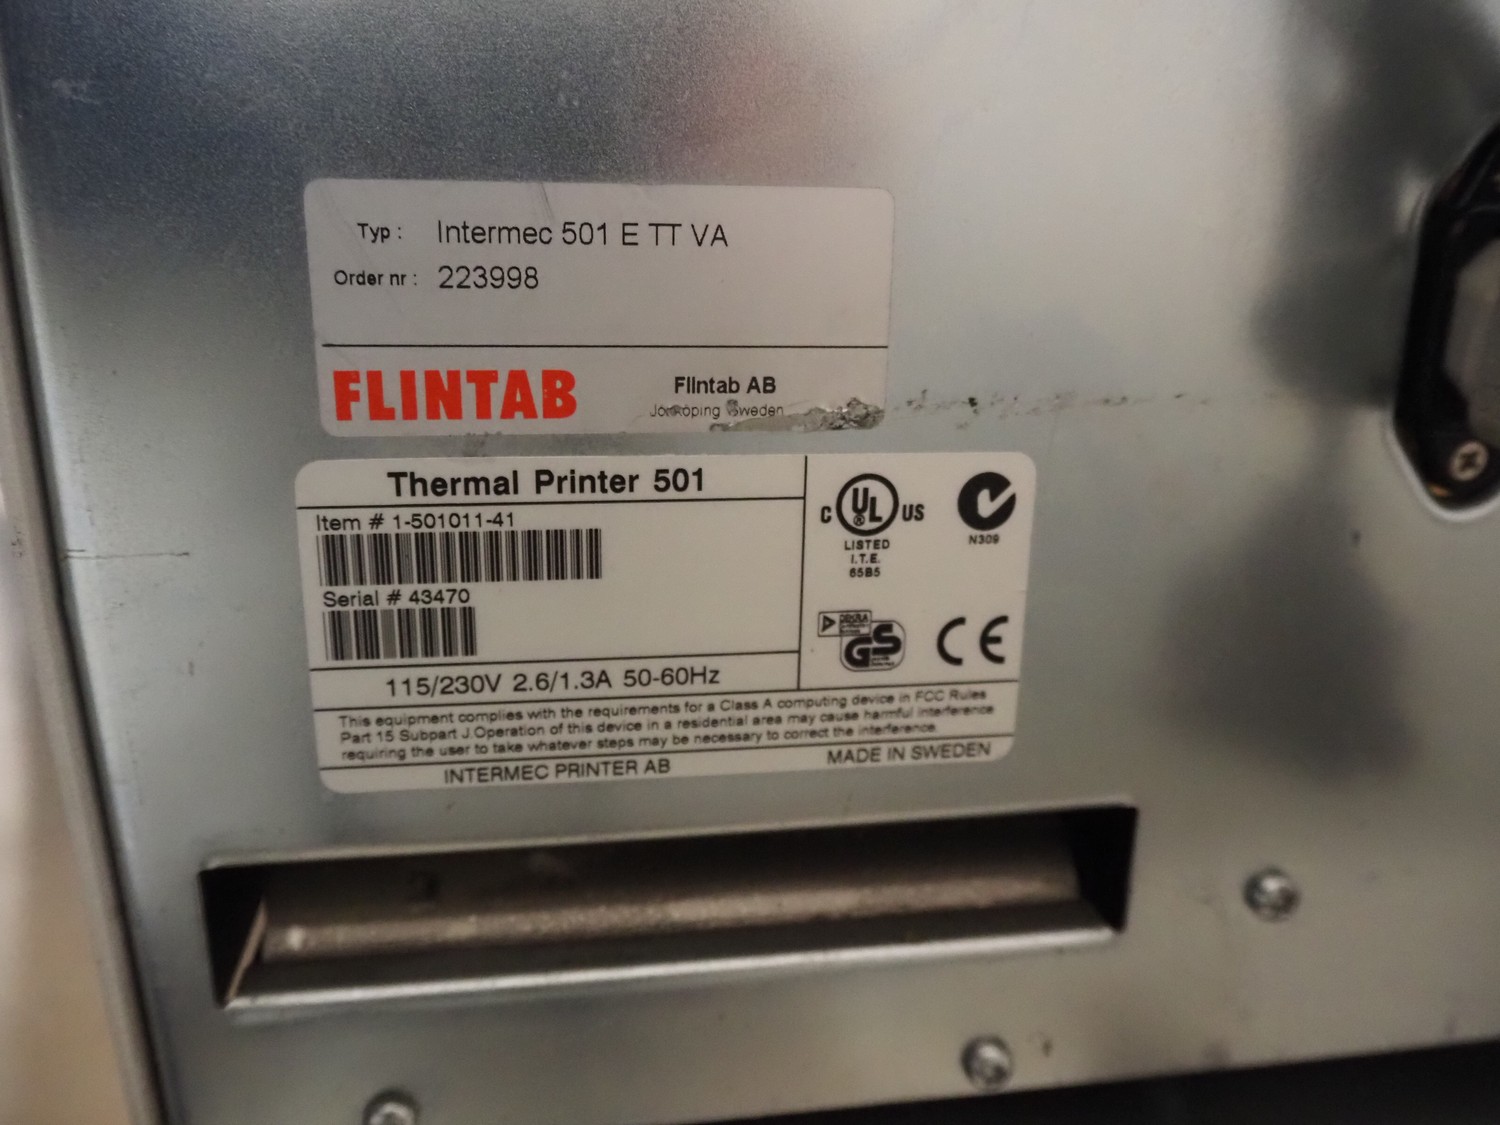 Typ : Intermec 501 E TT VA
Order nr : 223998
FLINTAB
Flintab AB
Jönköping Sweden
Thermal Printer 501
Item # 1-501011-41
Serial # 43470
115/230V 2.6/1.3A 50-60Hz
C UL ® US
LISTED
I.T.E.
65B5
N309
GS
CE
This equipment complies with the requirements for a Class A computing device in FCC Rules
Part 15 Subpart J.Operation of this device in a residential area may cause harmful interference
requiring the user to take whatever steps may be necessary to correct the interference.
INTERMEC PRINTER AB
MADE IN SWEDEN